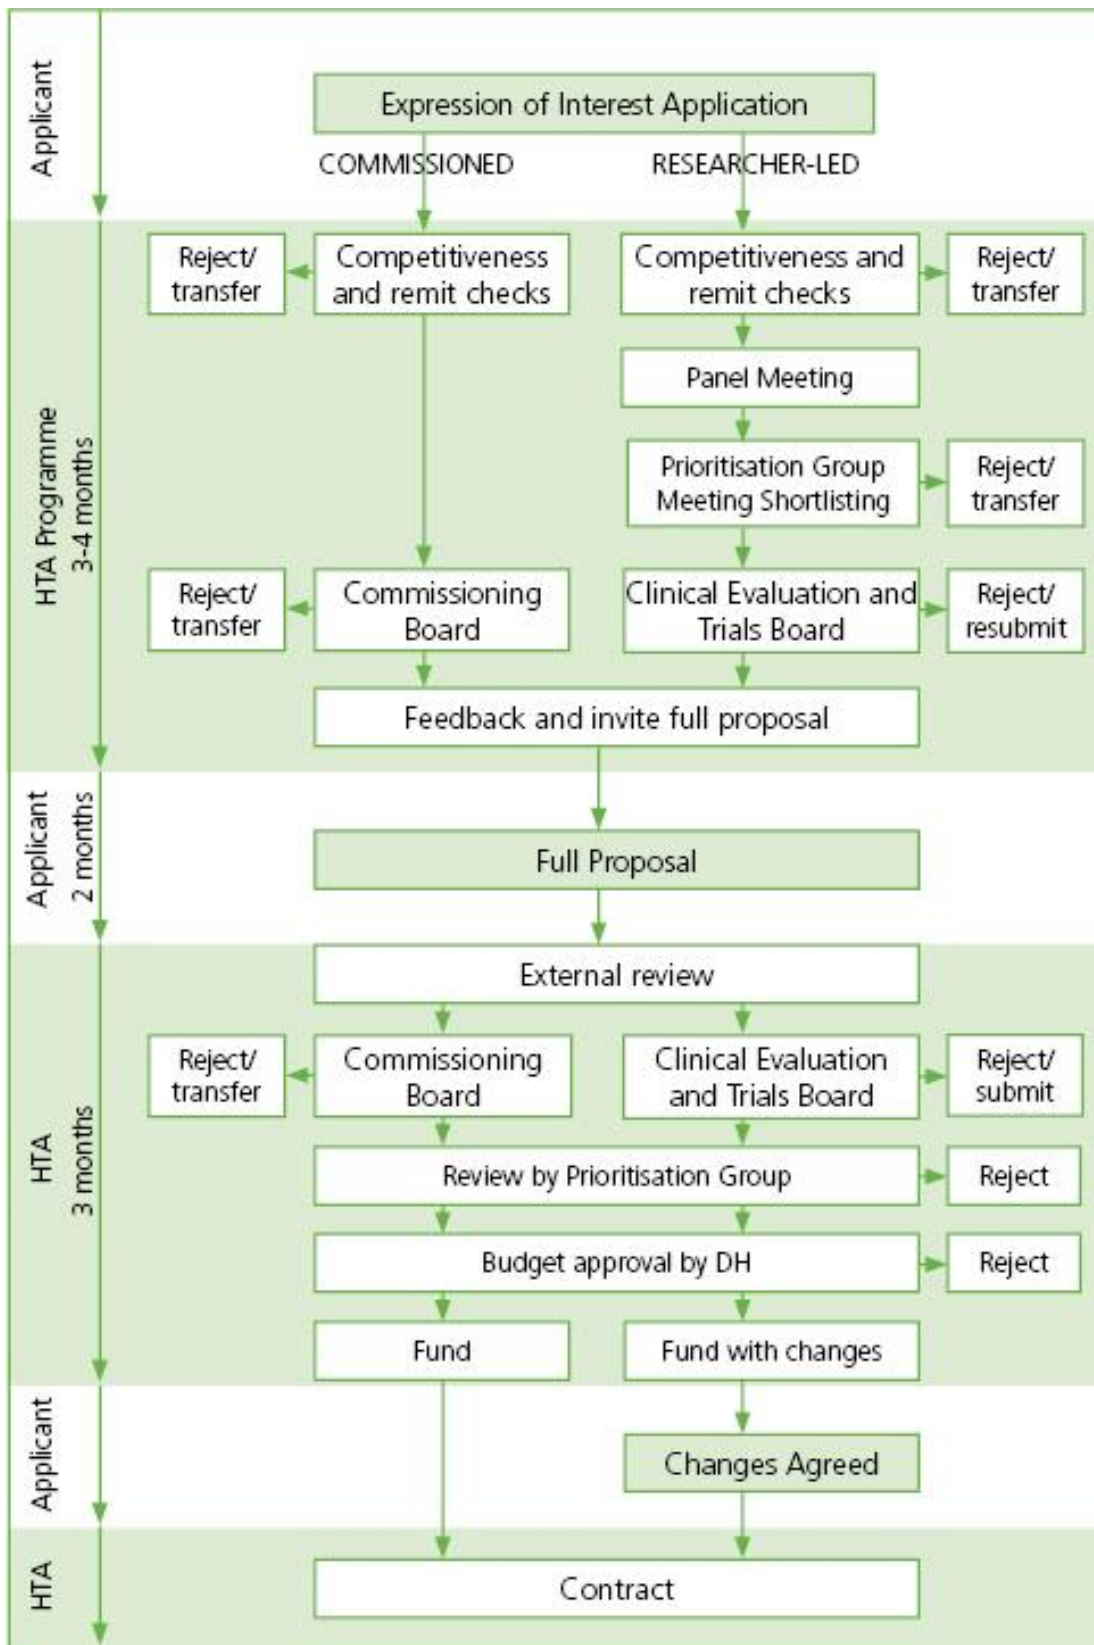 Applicant
Expression of Interest Application
COMMISSIONED
RESEARCHER-LED
HTA Programme
3-4 months
Reject/
transfer
Competitiveness
and remit checks
Competitiveness and
remit checks
Reject/
transfer
Panel Meeting
Prioritisation Group
Meeting Shortlisting
Reject/
transfer
Reject/
transfer
Commissioning
Board
Clinical Evaluation and
Trials Board
Reject/
resubmit
Feedback and invite full proposal
Applicant
2 months
Full Proposal
HTA
3 months
External review
Reject/
transfer
Commissioning
Board
Clinical Evaluation
and Trials Board
Reject/
submit
Review by Prioritisation Group
Reject
Budget approval by DH
Reject
Fund
Fund with changes
Applicant
Changes Agreed
HTA
Contract